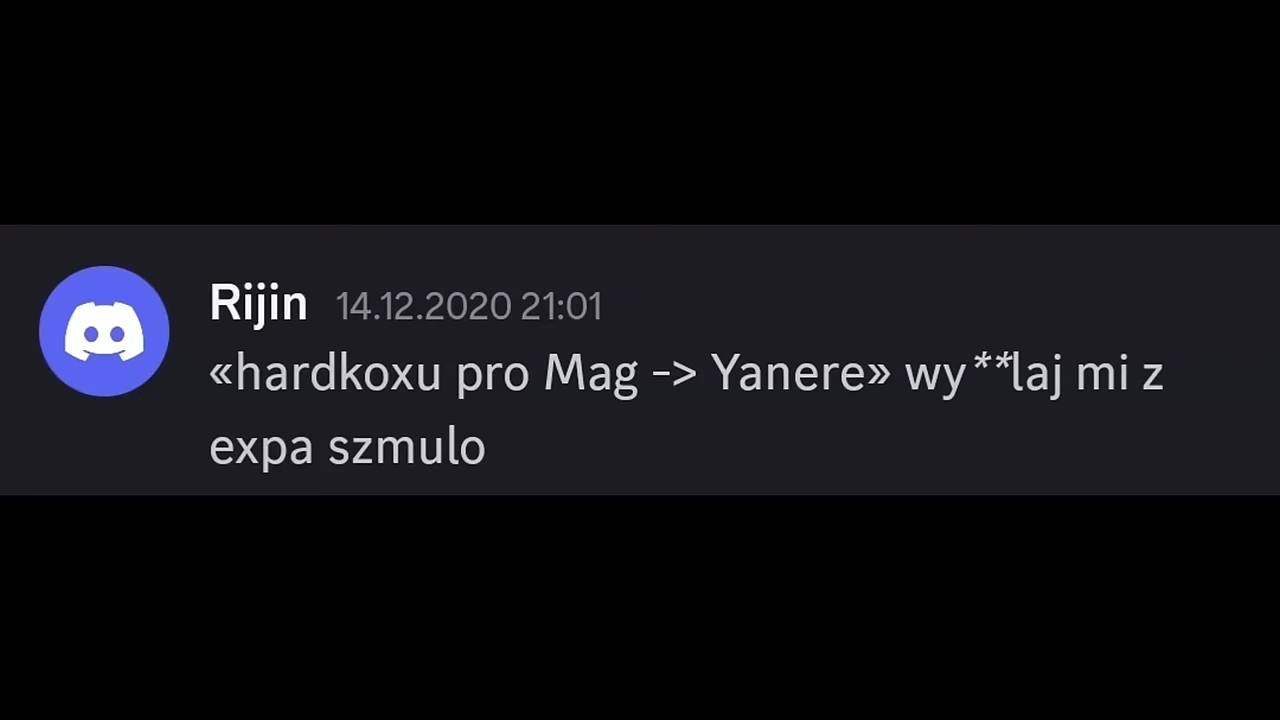 Rijin 14.12.2020 21:01
«hardkoxu pro Mag -> Yanere» wy**laj mi z
expa szmulo